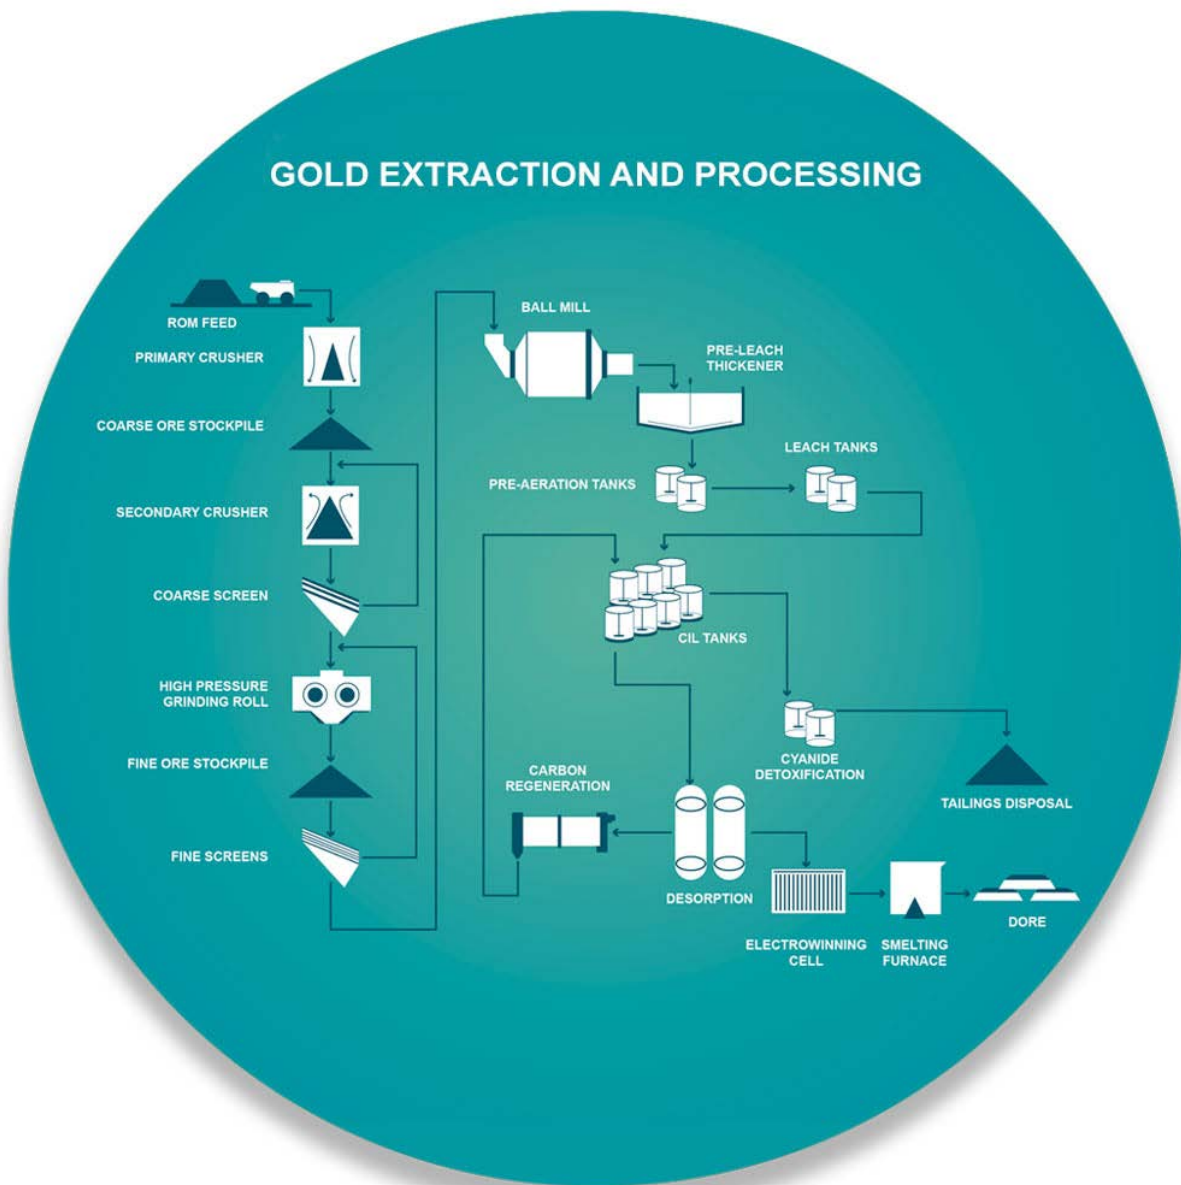 GOLD EXTRACTION AND PROCESSING
ROM FEED
PRIMARY CRUSHER
COARSE ORE STOCKPILE
SECONDARY CRUSHER
COARSE SCREEN
HIGH PRESSURE
GRINDING ROLL
FINE ORE STOCKPILE
FINE SCREENS
BALL MILL
PRE-LEACH
THICKENER
PRE-AERATION TANKS
LEACH TANKS
CIL TANKS
CYANIDE
DETOXIFICATION
TAILINGS DISPOSAL
CARBON
REGENERATION
DESORPTION
ELECTROWINNING
CELL
SMELTING
FURNACE
DORE